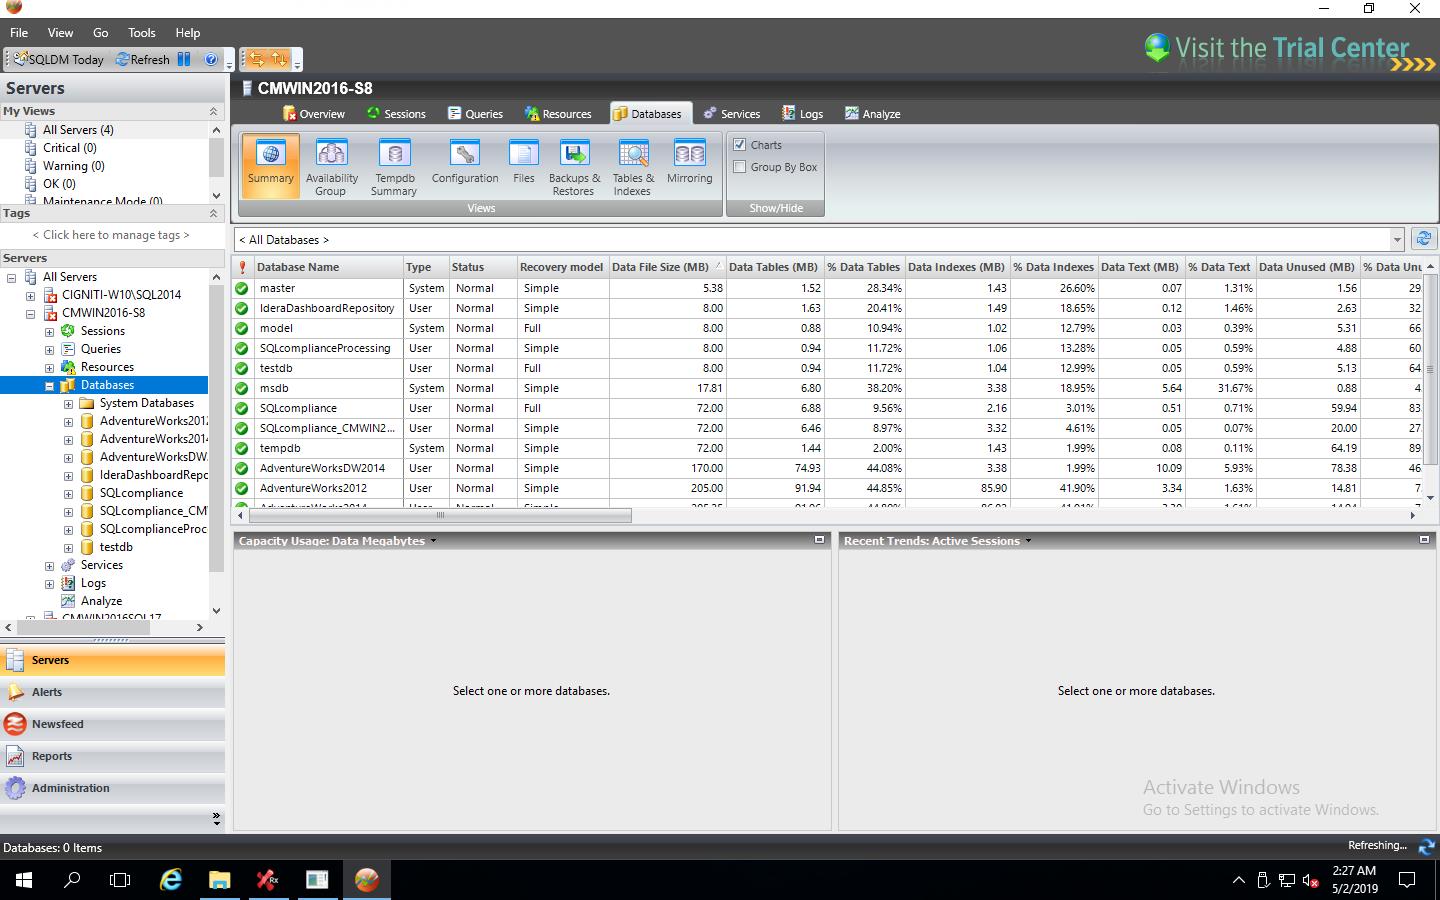 File View Go Tools Help
Visit the Trial Center
SQLDM Today Refresh
Servers
My Views
All Servers (4)
Critical (0)
Warning (0)
OK (0)
Maintenance Mode (0)
Tags
< Click here to manage tags >
Servers
All Servers
CIGNITI-W10\SQL2014
CMWIN2016-S8
Sessions
Queries
Resources
Databases
System Databases
AdventureWorks2012
AdventureWorks2014
AdventureWorksDW
IderaDashboardRepo
SQLcompliance
SQLcompliance_CM
SQLcomplianceProc
testdb
Services
Logs
Analyze
CMWIN2016SQL17
Servers
Alerts
Newsfeed
Reports
Administration
CMWIN2016-S8
Overview Sessions Queries Resources Databases Services Logs Analyze
Summary
Availability Group
Tempdb Summary
Configuration
Files
Backups & Restores
Tables & Indexes
Mirroring
Views
Charts
Group By Box
Show/Hide
< All Databases >
Database Name Type Status Recovery model Data File Size (MB) Data Tables (MB) % Data Tables Data Indexes (MB) % Data Indexes Data Text (MB) % Data Text Data Unused (MB) % Data Unu
master System Normal Simple 5.38 1.52 28.34% 1.43 26.60% 0.07 1.31% 1.56 29.
IderaDashboardRepository User Normal Simple 8.00 1.63 20.41% 1.49 18.65% 0.12 1.46% 2.63 32.
model System Normal Full 8.00 0.88 10.94% 1.02 12.79% 0.03 0.39% 5.31 66.
SQLcomplianceProcessing User Normal Simple 8.00 0.94 11.72% 1.06 13.28% 0.05 0.59% 4.88 60.
testdb User Normal Full 8.00 0.94 11.72% 1.04 12.99% 0.05 0.59% 5.13 64.
msdb System Normal Simple 17.81 6.80 38.20% 3.38 18.95% 5.64 31.67% 0.88 4.
SQLcompliance User Normal Full 72.00 6.88 9.56% 2.16 3.01% 0.51 0.71% 59.94 83.
SQLcompliance_CMWIN2... User Normal Simple 72.00 6.46 8.97% 3.32 4.61% 0.05 0.07% 20.00 27.
tempdb System Normal Simple 72.00 1.44 2.00% 1.43 1.99% 0.08 0.11% 64.19 89.
AdventureWorksDW2014 User Normal Simple 170.00 74.93 44.08% 3.38 1.99% 10.09 5.93% 78.38 46.
AdventureWorks2012 User Normal Simple 205.00 91.94 44.85% 85.90 41.90% 3.34 1.63% 14.81 7.
Capacity Usage: Data Megabytes
Select one or more databases.
Recent Trends: Active Sessions
Select one or more databases.
Activate Windows
Go to Settings to activate Windows.
Databases: 0 Items
Refreshing...
2:27 AM
5/2/2019